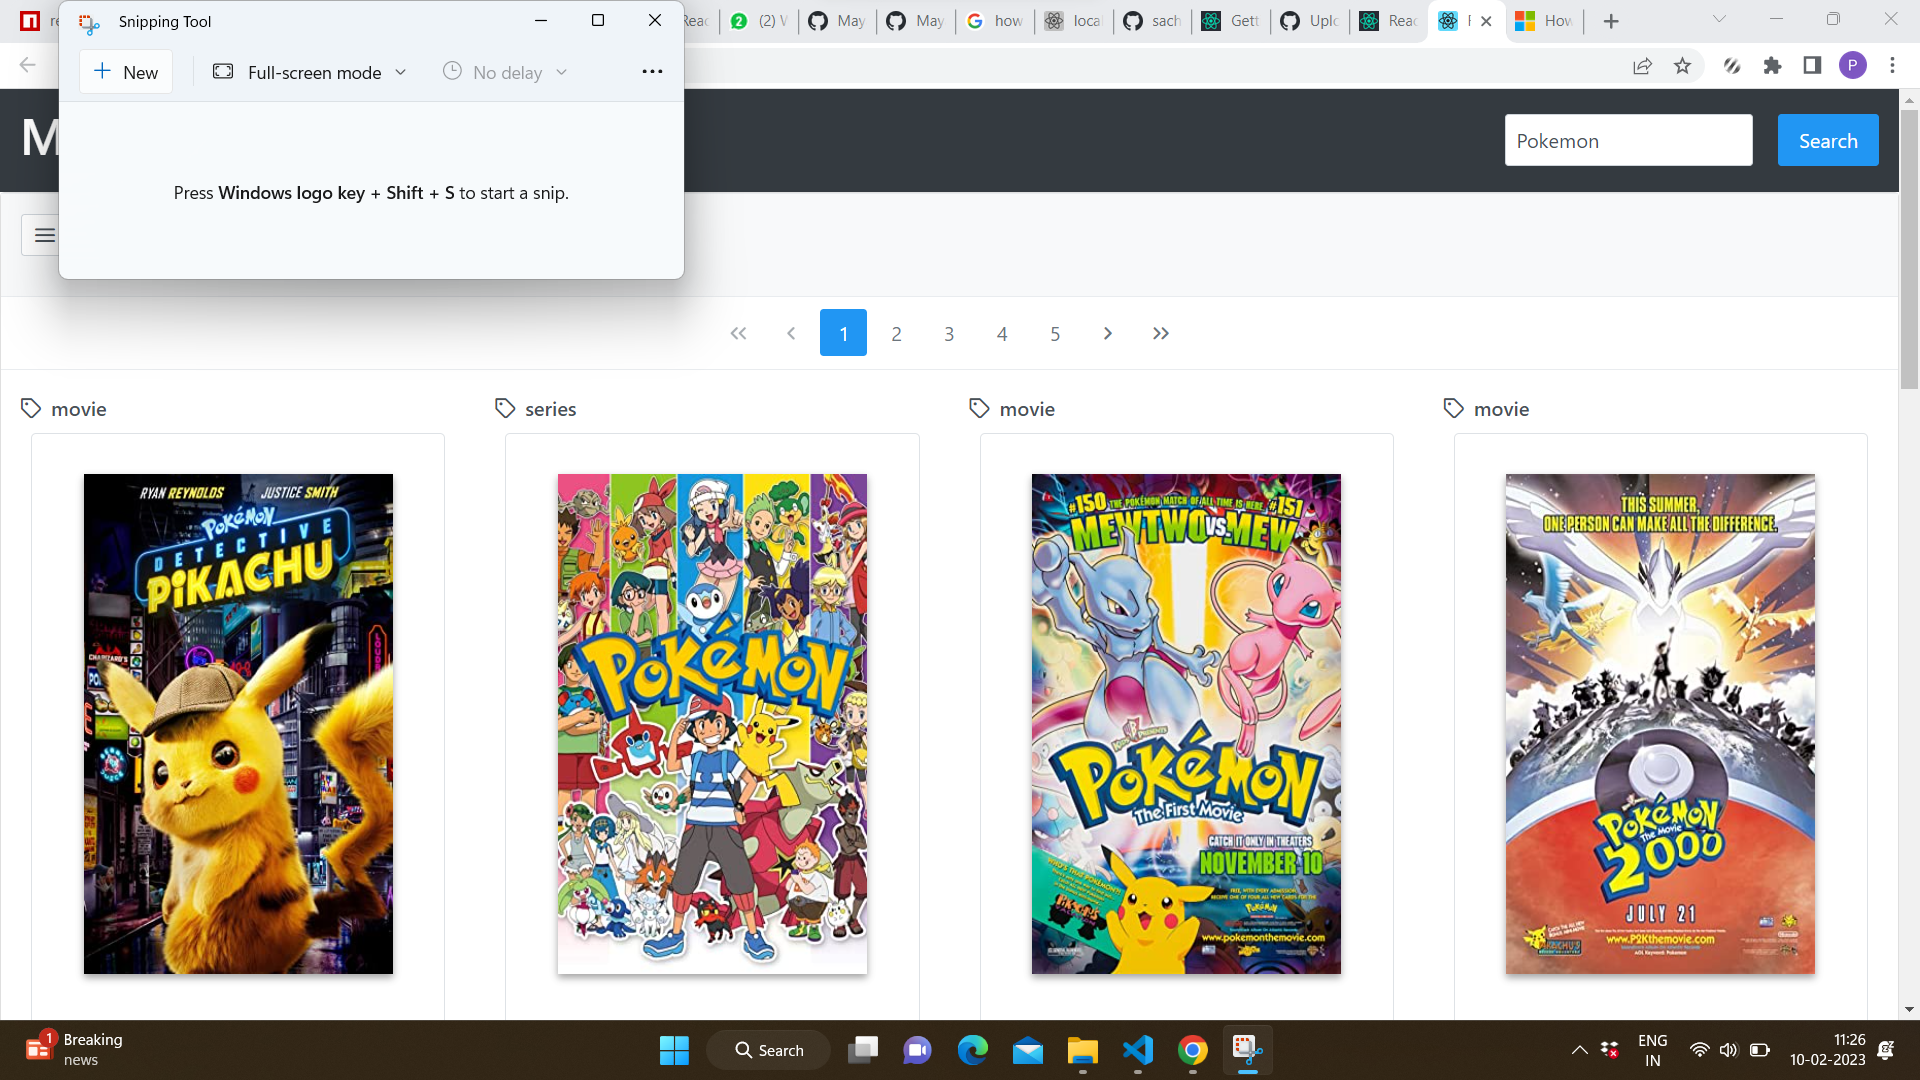 Snipping Tool
Reac
(2) W
May
May
how
local
sach
Gett
Uplo
Reac
How
New
Full-screen mode
No delay
P
M
Press Windows logo key + Shift + S to start a snip.
Pokemon
Search
1
2
3
4
5
movie
series
movie
movie
RYAN REYNOLDS JUSTICE SMITH
POKÉMON
DETECTIVE
PIKACHU
POKÉMON
#150 THE POKÉMON MATCH OF ALL TIME IS HERE. #151
MEWTWO VS. MEW
POKÉMON
The First Movie
CATCH IT ONLY IN THEATERS
NOVEMBER 10
www.pokemonthemovie.com
THIS SUMMER,
ONE PERSON CAN MAKE ALL THE DIFFERENCE.
POKÉMON
The Movie
2000
JULY 21
www.P2Kthemovie.com
1
Breaking
news
Search
ENG
IN
11:26
10-02-2023